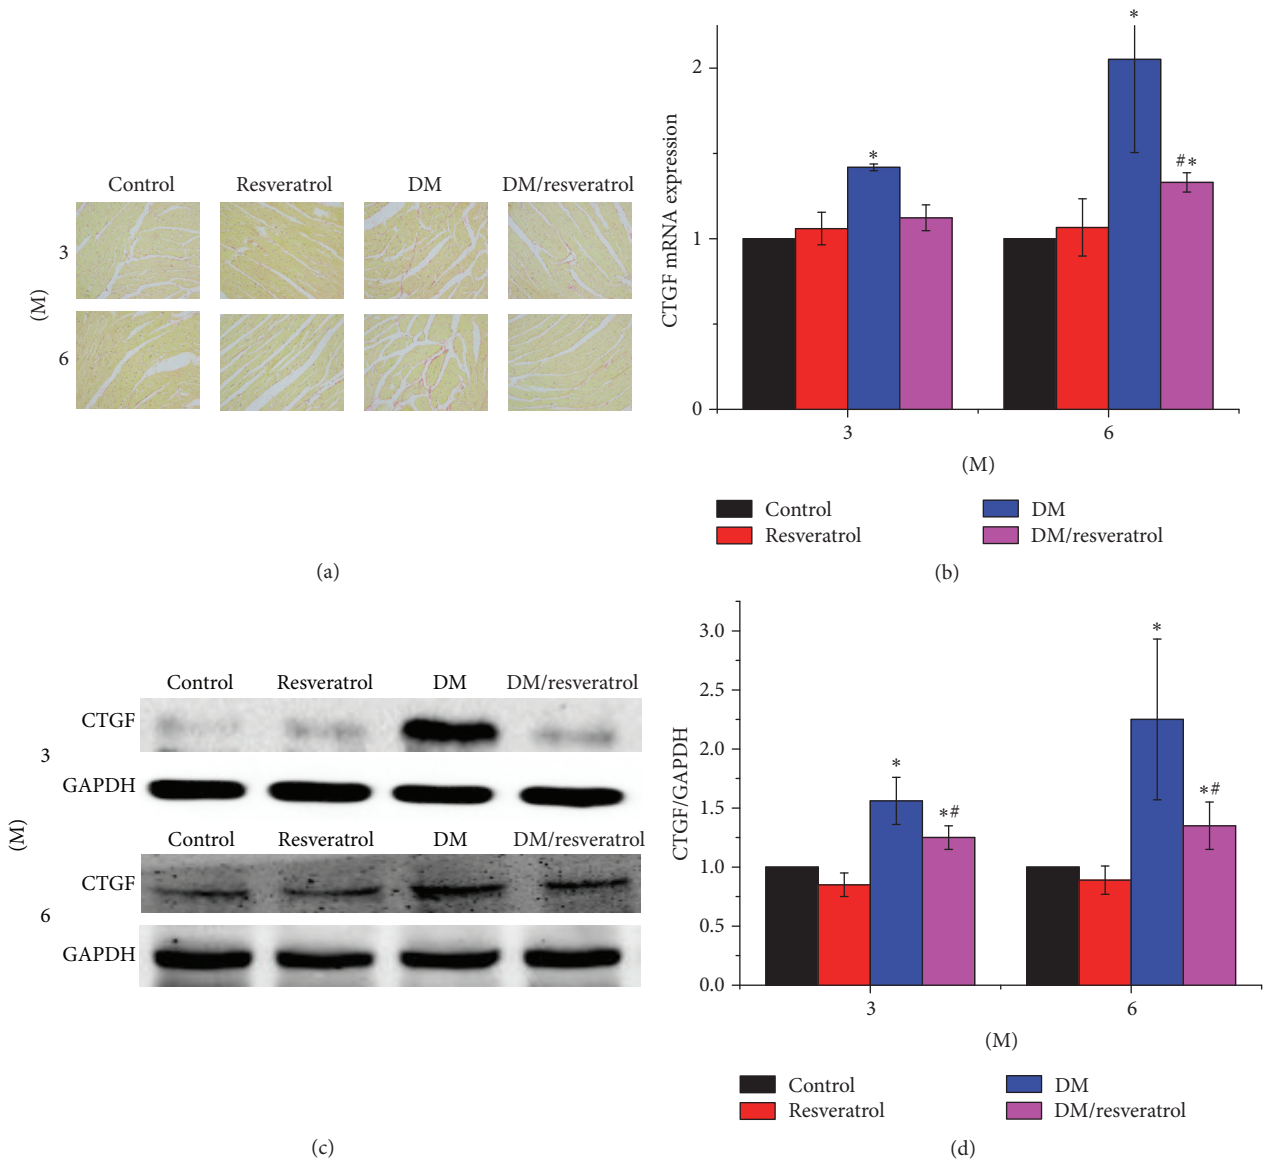 Control Resveratrol DM DM/resveratrol
3
(M)
6
(a)
*
2
*
#*
CTGF mRNA expression
1
0
3 6
(M)
Control DM
Resveratrol DM/resveratrol
(b)
Control Resveratrol DM DM/resveratrol
CTGF
3
GAPDH
(M)
Control Resveratrol DM DM/resveratrol
CTGF
6
GAPDH
(c)
3.0
*
2.5
2.0
*
*#
1.5
*#
CTGF/GAPDH
1.0
0.5
0.0
3 6
(M)
Control DM
Resveratrol DM/resveratrol
(d)